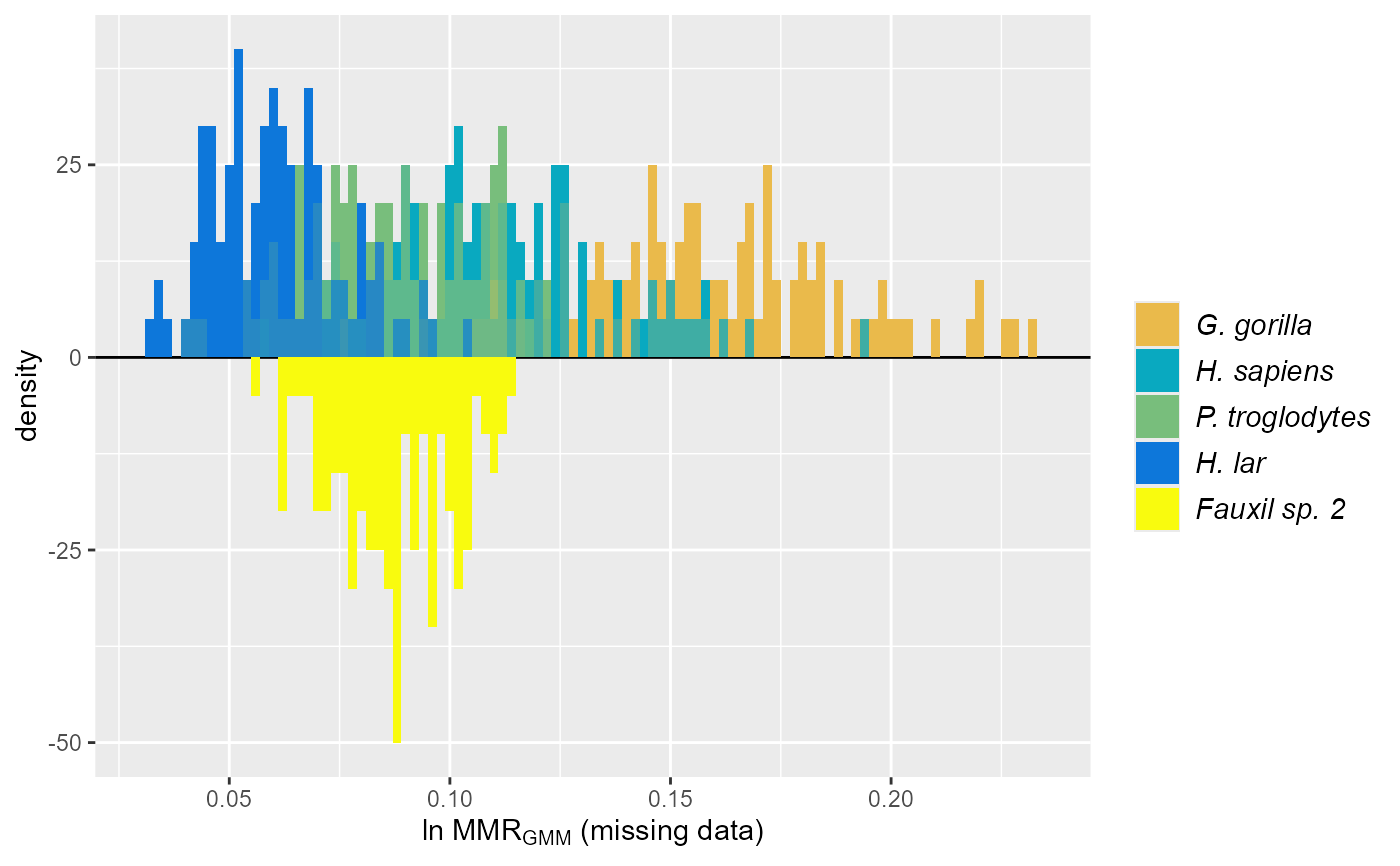 density
25
0
-25
-50
0.05 0.10 0.15 0.20
ln MMRGMM (missing data)
G. gorilla
H. sapiens
P. troglodytes
H. lar
Fauxil sp. 2